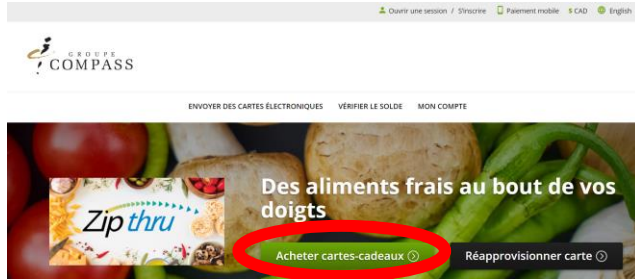 Ouvrir une session / S'inscrire Paiement mobile $ CAD English
GROUPE
COMPASS
ENVOYER DES CARTES ÉLECTRONIQUES VÉRIFIER LE SOLDE MON COMPTE
Zip thru
Des aliments frais au bout de vos
doigts
Acheter cartes-cadeaux Réapprovisionner carte